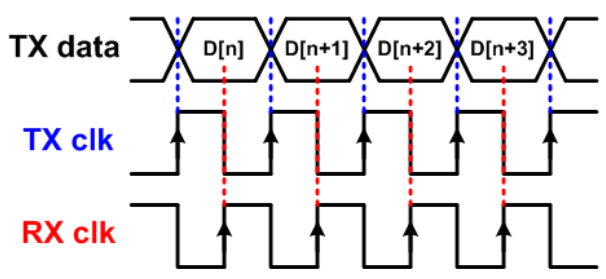 TX data D[n] D[n+1] D[n+2] D[n+3]
TX clk
RX clk